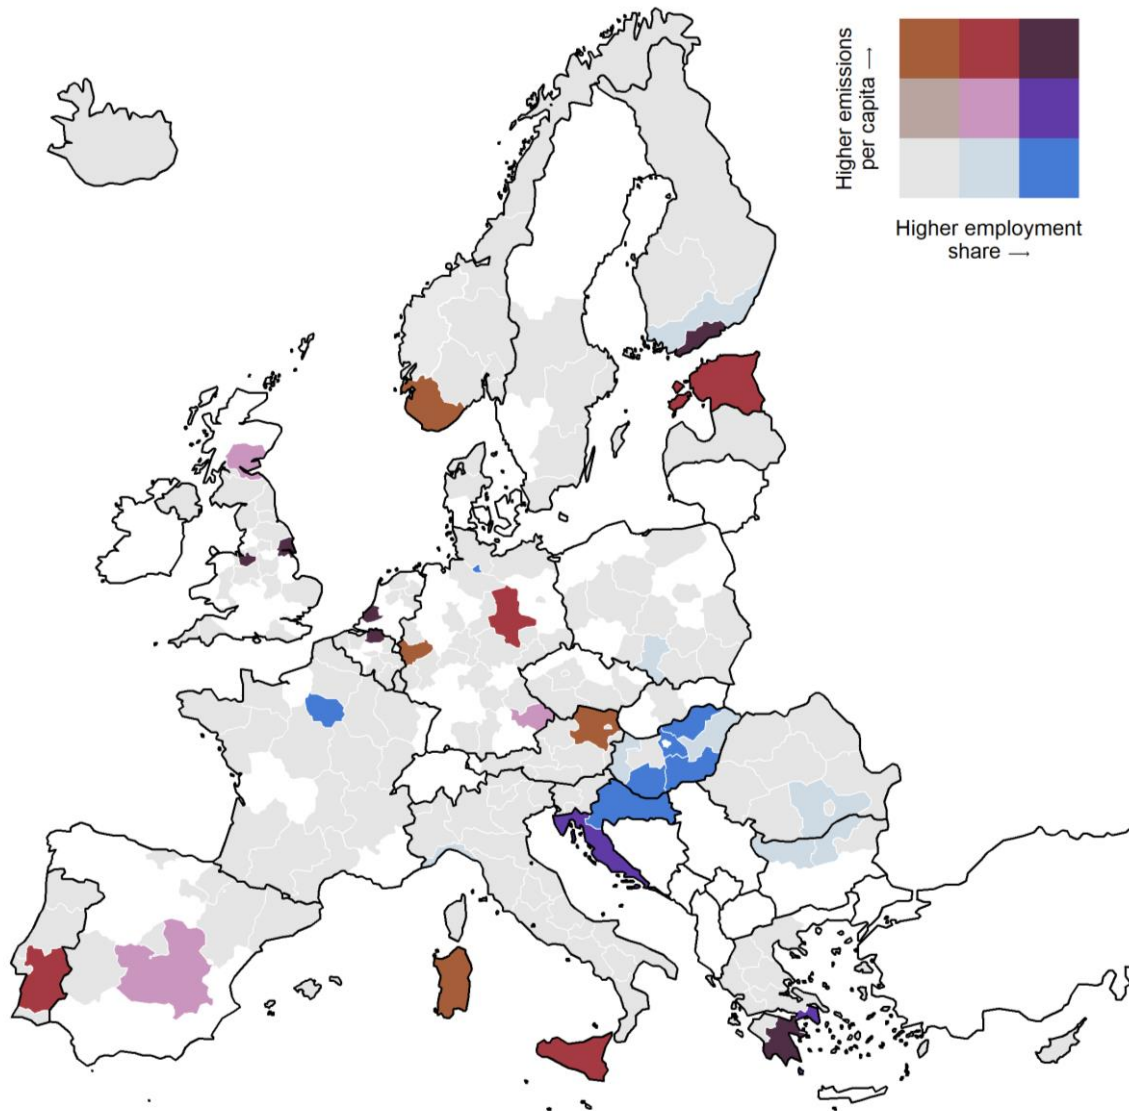 Higher emissions
per capita →
Higher employment
share →